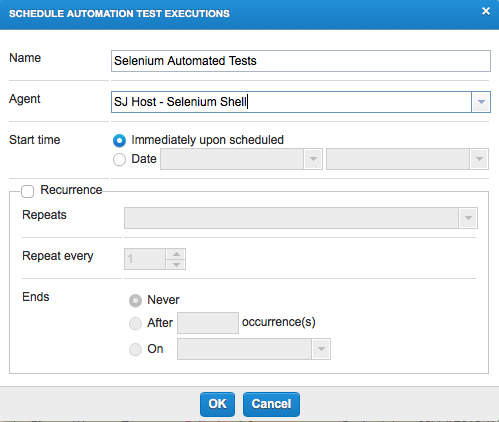 SCHEDULE AUTOMATION TEST EXECUTIONS ×
Name Selenium Automated Tests
Agent SJ Host - Selenium Shell
Start time Immediately upon scheduled
Date
Recurrence
Repeats
Repeat every 1
Ends Never
After occurrence(s)
On
OK Cancel